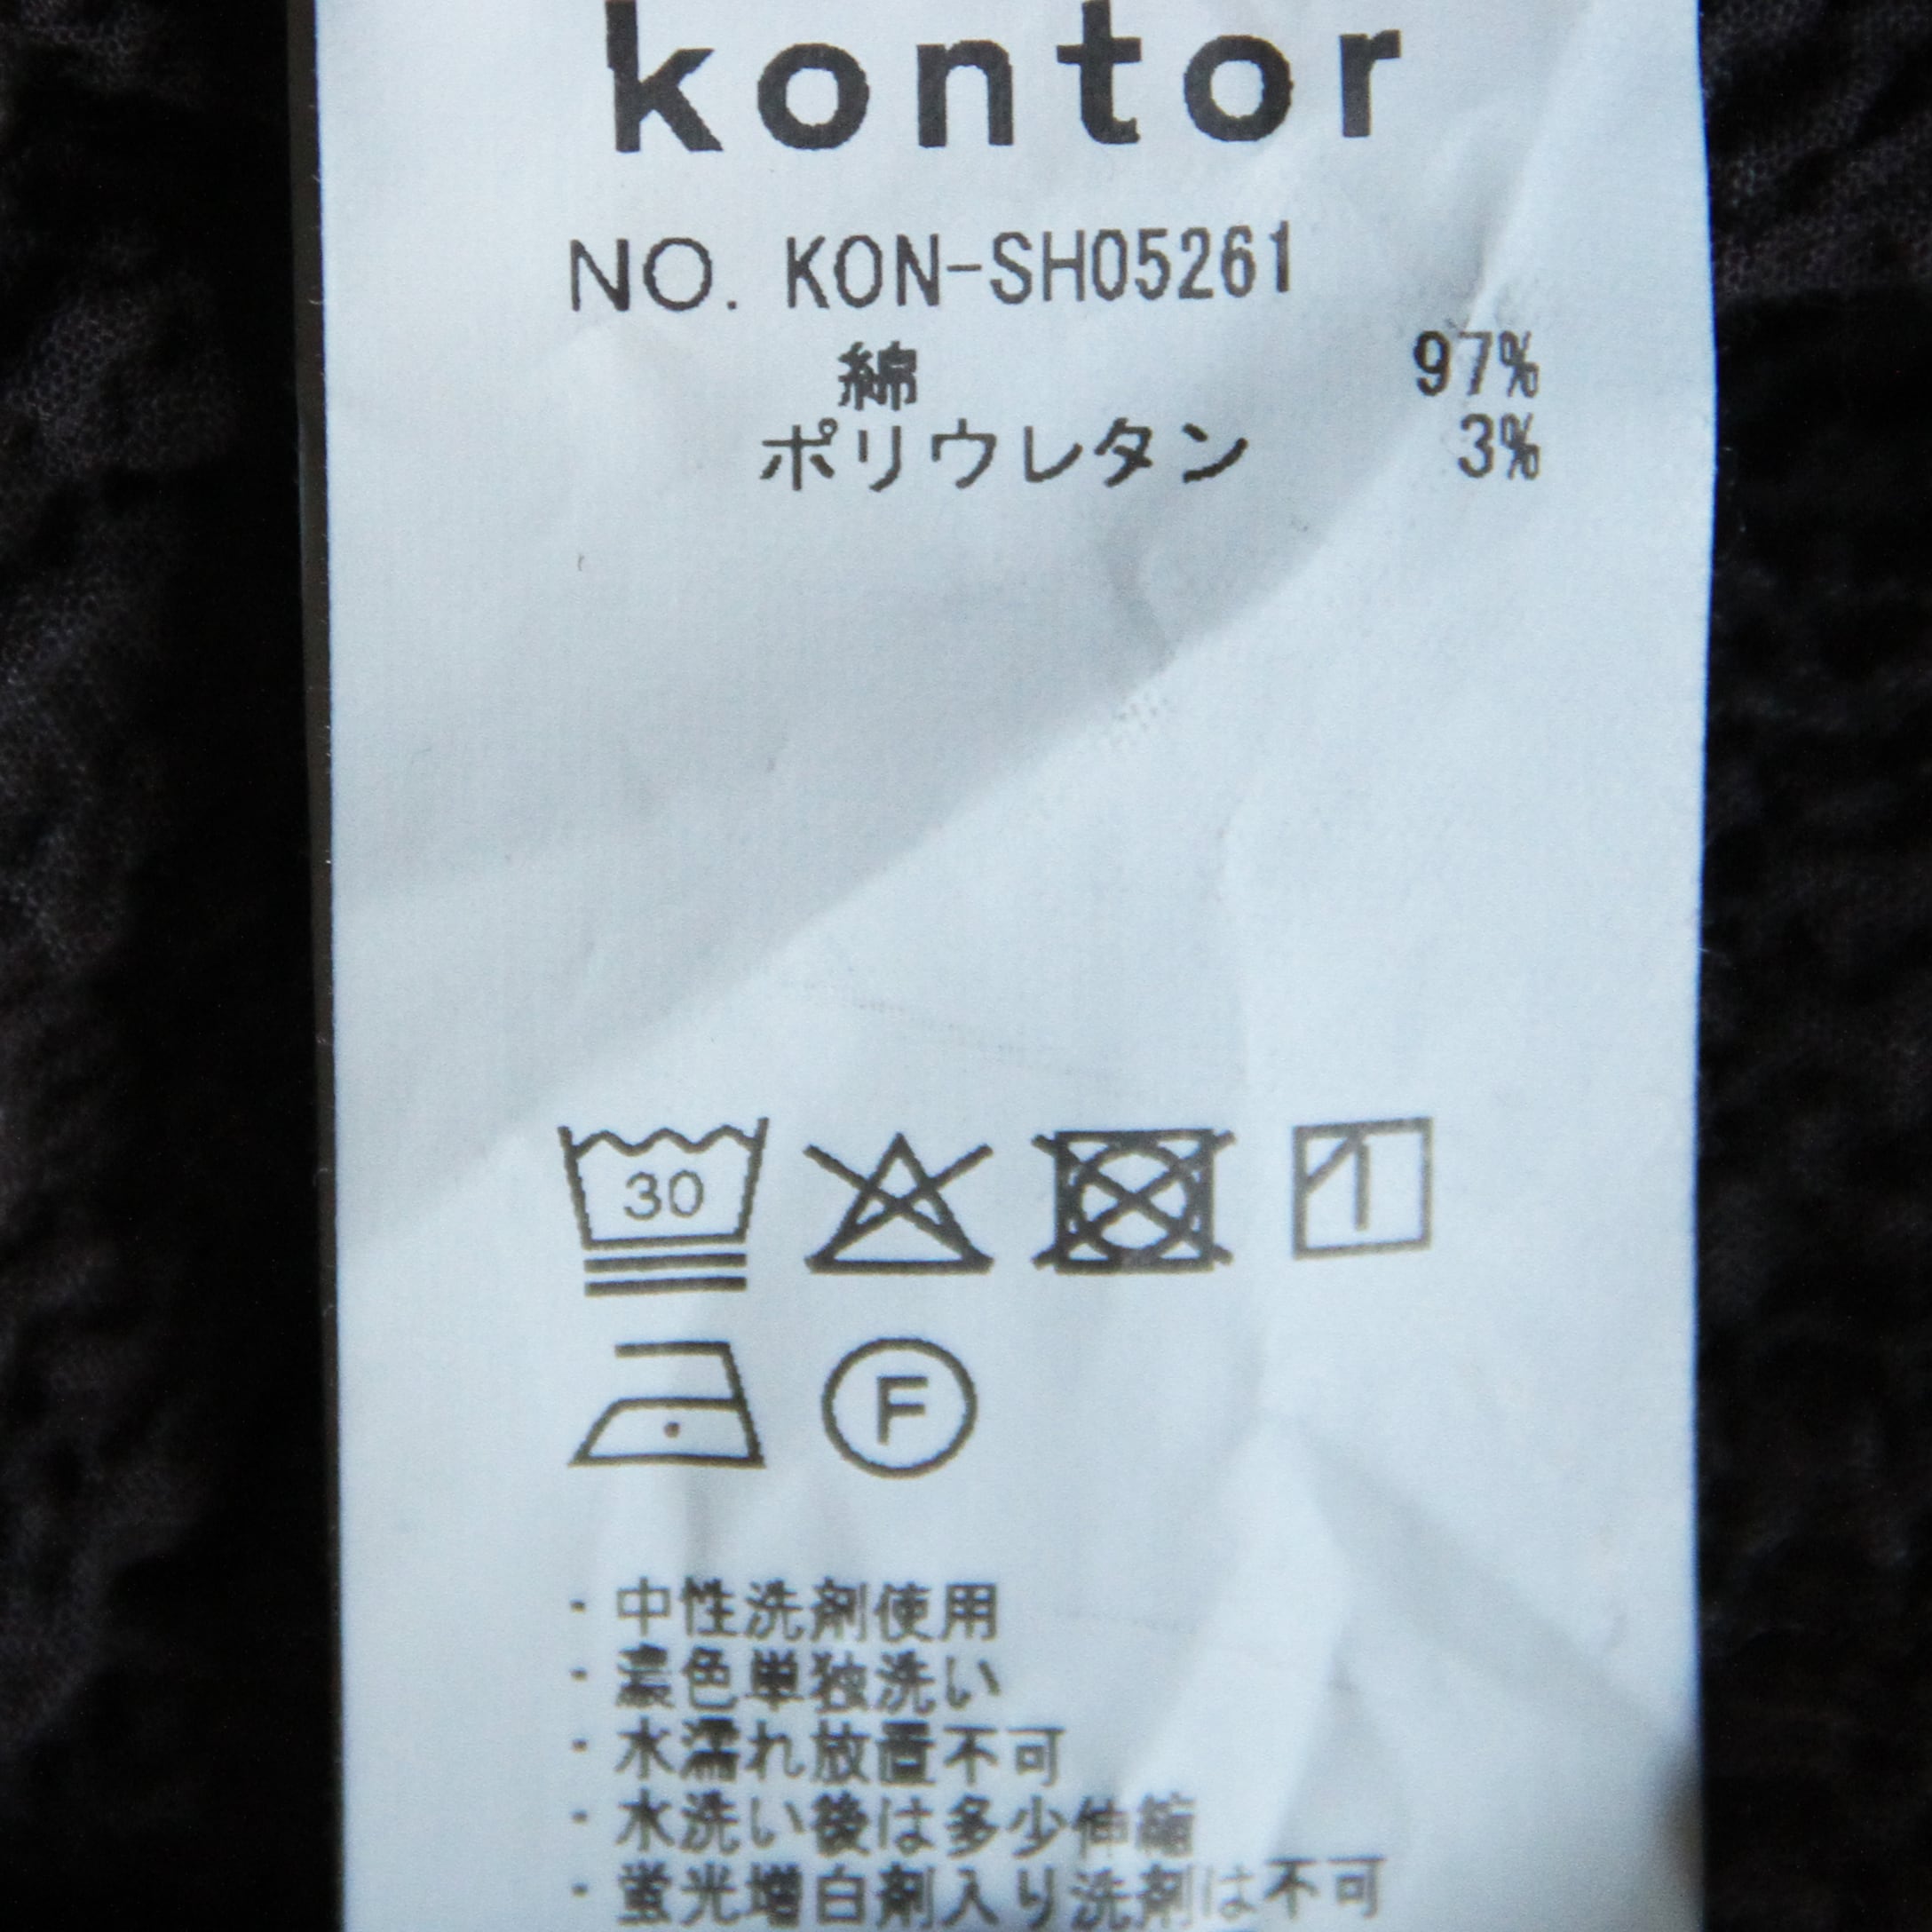 kontor
NO. KON-SH05261
綿 97%
ポリウレタン 3%
30
F
・中性洗剤使用
・濃色単独洗い
・水濡れ放置不可
・水洗い後は多少伸縮
・蛍光増白剤入り洗剤は不可